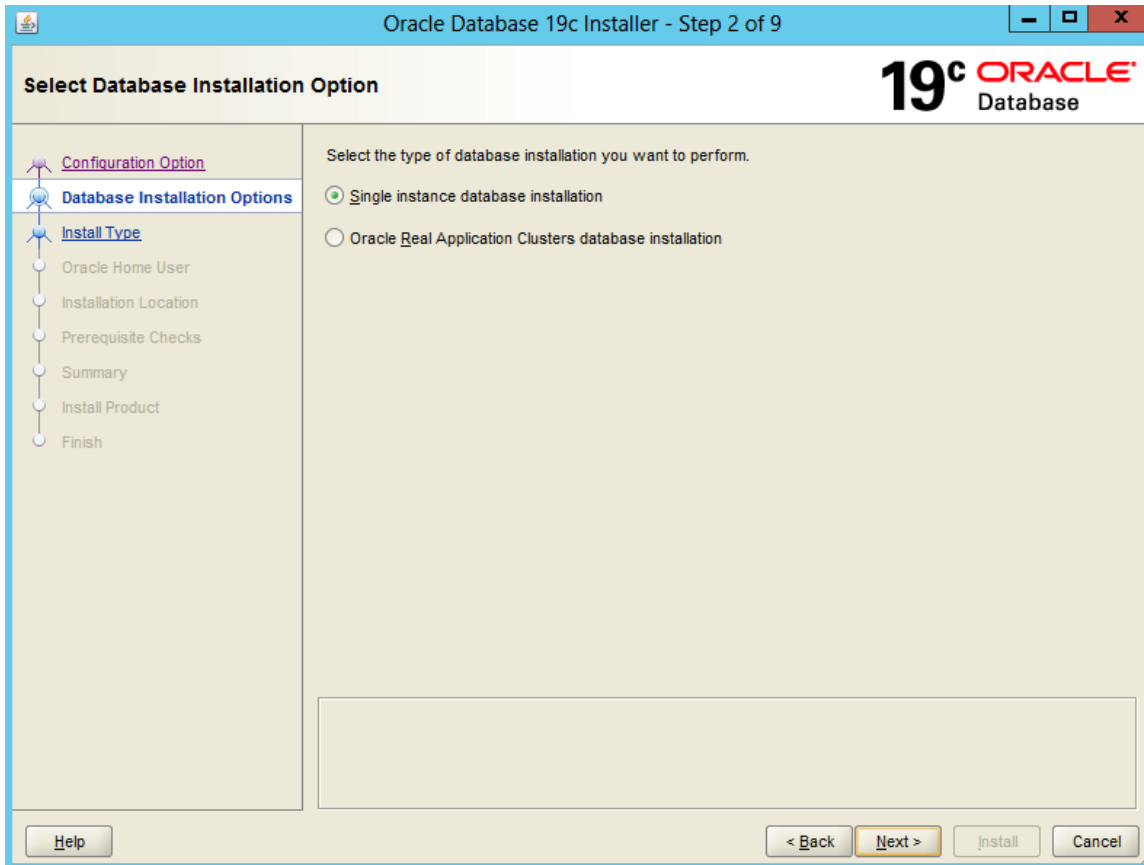 Oracle Database 19c Installer - Step 2 of 9
Select Database Installation Option
19c ORACLE
Database
Configuration Option
Database Installation Options
Install Type
Oracle Home User
Installation Location
Prerequisite Checks
Summary
Install Product
Finish
Select the type of database installation you want to perform.
Single instance database installation
Oracle Real Application Clusters database installation
Help
< Back
Next >
Install
Cancel